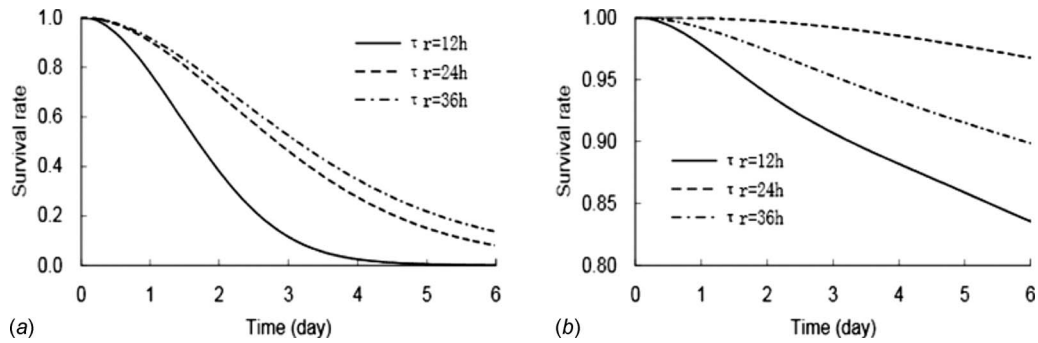 Survival rate
1.0
0.8
0.6
0.4
0.2
0.0
τ r=12h
τ r=24h
τ r=36h
0 1 2 3 4 5 6
Time (day)
(a)
Survival rate
1.00
0.95
0.90
0.85
0.80
τ r=12h
τ r=24h
τ r=36h
0 1 2 3 4 5 6
Time (day)
(b)